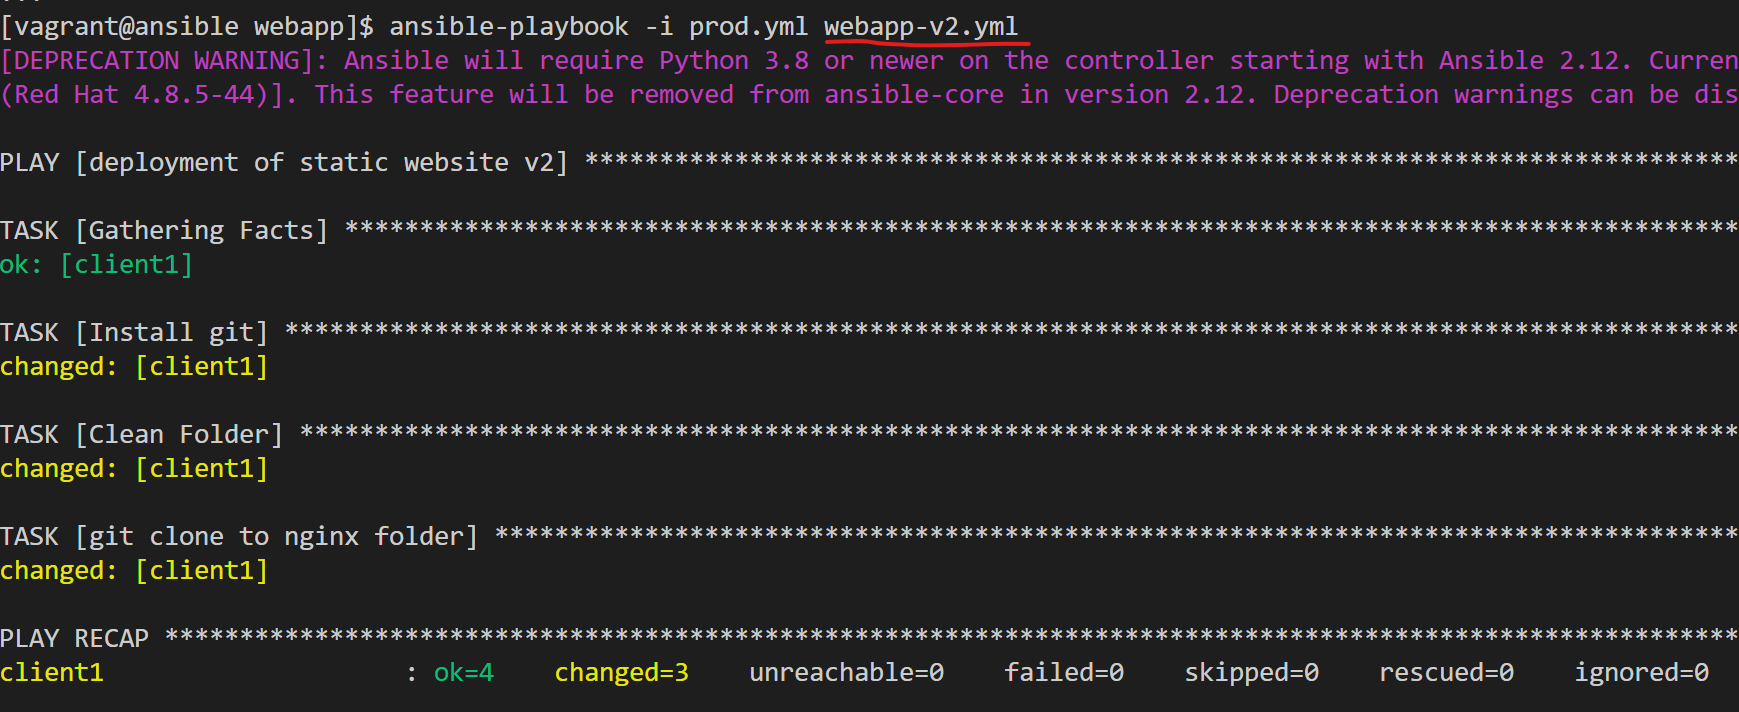 [vagrant@ansible webapp]$ ansible-playbook -i prod.yml webapp-v2.yml
[DEPRECATION WARNING]: Ansible will require Python 3.8 or newer on the controller starting with Ansible 2.12. Curren
(Red Hat 4.8.5-44)]. This feature will be removed from ansible-core in version 2.12. Deprecation warnings can be dis
PLAY [deployment of static website v2] *****************************************************************************
TASK [Gathering Facts] *********************************************************************************************
ok: [client1]
TASK [Install git] *************************************************************************************************
changed: [client1]
TASK [Clean Folder] ************************************************************************************************
changed: [client1]
TASK [git clone to nginx folder] ***********************************************************************************
changed: [client1]
PLAY RECAP *********************************************************************************************************
client1                    : ok=4    changed=3    unreachable=0    failed=0    skipped=0    rescued=0    ignored=0